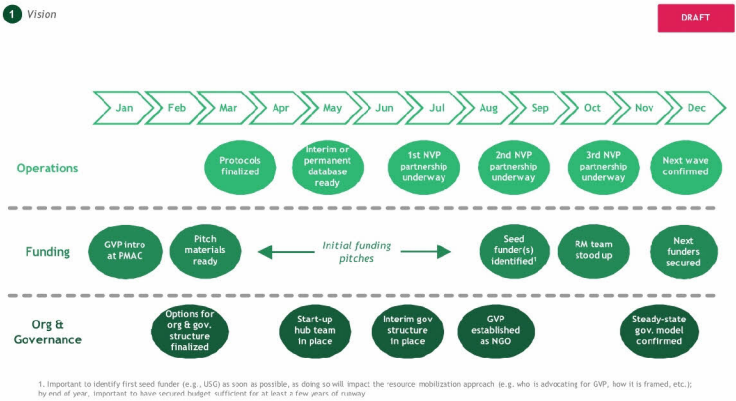 1 Vision
DRAFT
Jan Feb Mar Apr May Jun Jul Aug Sep Oct Nov Dec
Operations
Protocols
finalized
Interim or
permanent
database
ready
1st NVP
partnership
underway
2nd NVP
partnership
underway
3rd NVP
partnership
underway
Next wave
confirmed
Funding
GVP intro
at PMAC
Pitch
materials
ready
Initial funding
pitches
Seed
funder(s)
identified¹
RM team
stood up
Next
funders
secured
Org &
Governance
Options for
org & gov.
structure
finalized
Start-up
hub team
in place
Interim gov
structure
in place
GVP
established
as NGO
Steady-state
gov. model
confirmed
1. Important to identify first seed funder (e.g., USG) as soon as possible, as doing so will impact the resource mobilization approach (e.g. who is advocating for GVP, how it is framed, etc.);
by end of year, important to have secured budget sufficient for at least a few years of runway